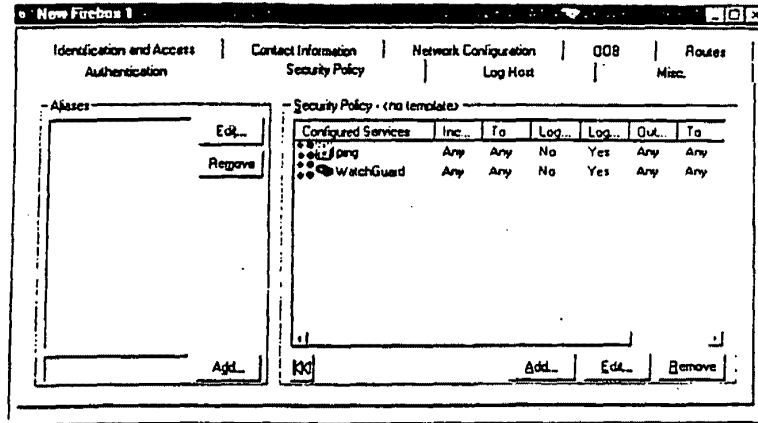 New Firebox 1
Identification and Access | Contact Information | Network Configuration | OOB | Routes
Authentication Security Policy | Log Host | Misc.
Aliases
Edit...
Remove
Add...
Security Policy - <no template>
Configured Services Inc... To Log... Log... Out... To
ping Any Any No Yes Any Any
WatchGuard Any Any No Yes Any Any
Add... Edit... Remove